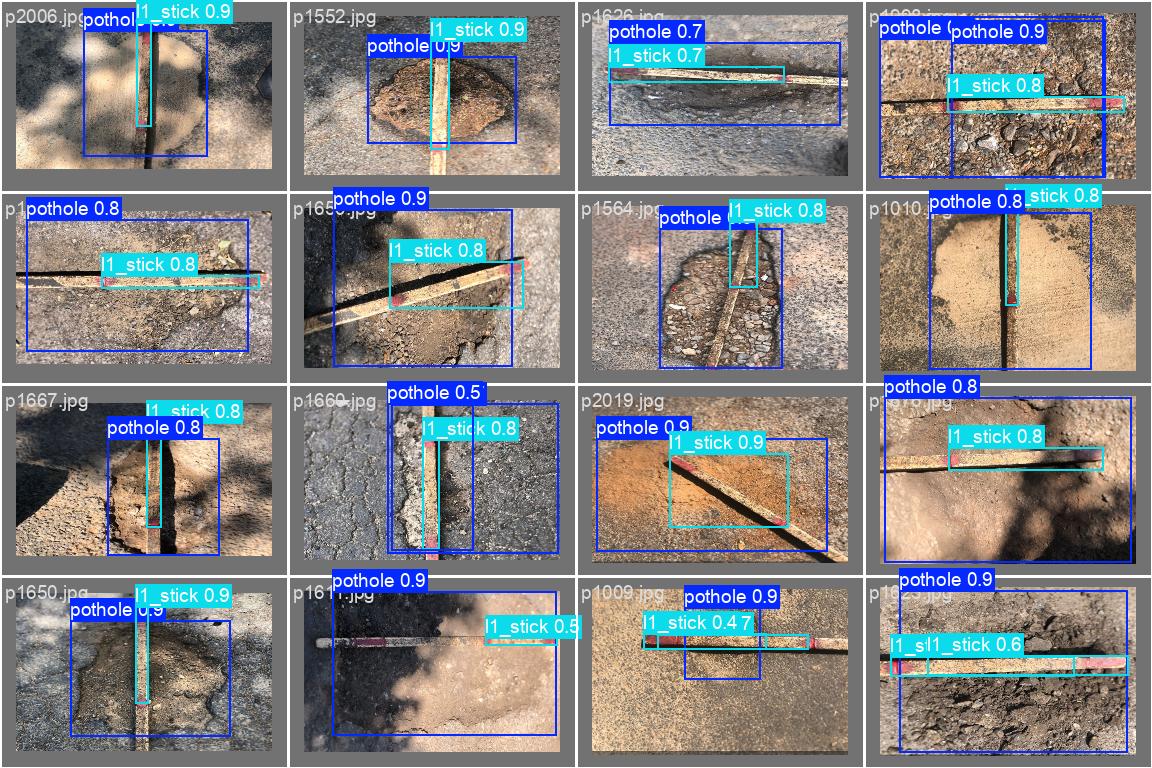 p2006.jpg
l1_stick 0.9
p1552.jpg
l1_stick 0.9
pothole 0.9
p1626.jpg
pothole 0.7
l1_stick 0.7
pothole
pothole 0.9
l1_stick 0.8
pothole 0.8
l1_stick 0.8
pothole 0.9
l1_stick 0.8
p1564.jpg
pothole
l1_stick 0.8
p1010.jpg
pothole 0.8
l1_stick 0.8
p1667.jpg
l1_stick 0.8
pothole 0.8
p1660.jpg
pothole 0.5
l1_stick 0.8
p2019.jpg
pothole 0.9
l1_stick 0.9
pothole 0.8
l1_stick 0.8
p1650.jpg
l1_stick 0.9
pothole 0.9
pothole 0.9
l1_stick 0.5
p1009.jpg
pothole 0.9
l1_stick 0.4
pothole 0.9
l1_stick 0.6